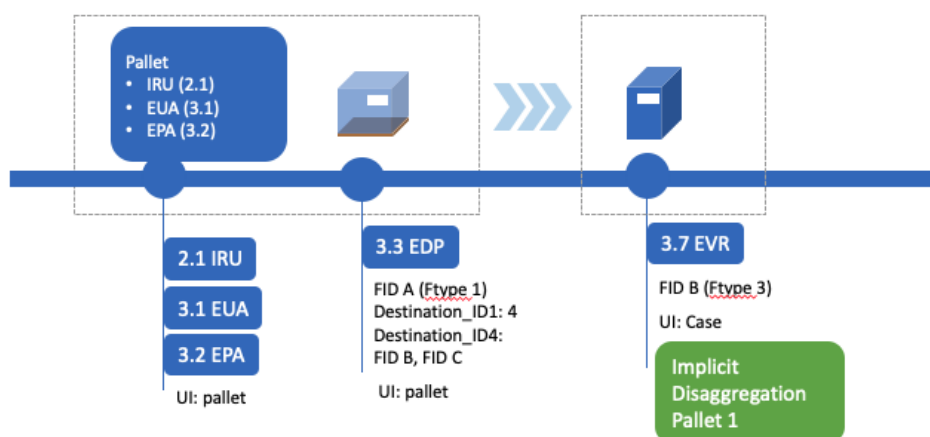 Pallet
• IRU (2.1)
• EUA (3.1)
• EPA (3.2)
2.1 IRU
3.1 EUA
3.2 EPA
UI: pallet
3.3 EDP
FID A (Ftype 1)
Destination_ID1: 4
Destination_ID4:
FID B, FID C
UI: pallet
3.7 EVR
FID B (Ftype 3)
UI: Case
Implicit
Disaggregation
Pallet 1